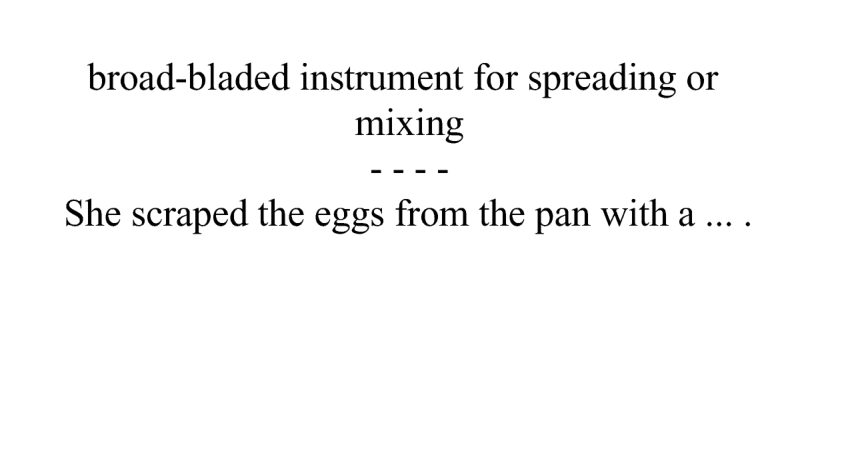 broad-bladed instrument for spreading or
mixing
- - - -
She scraped the eggs from the pan with a ... .